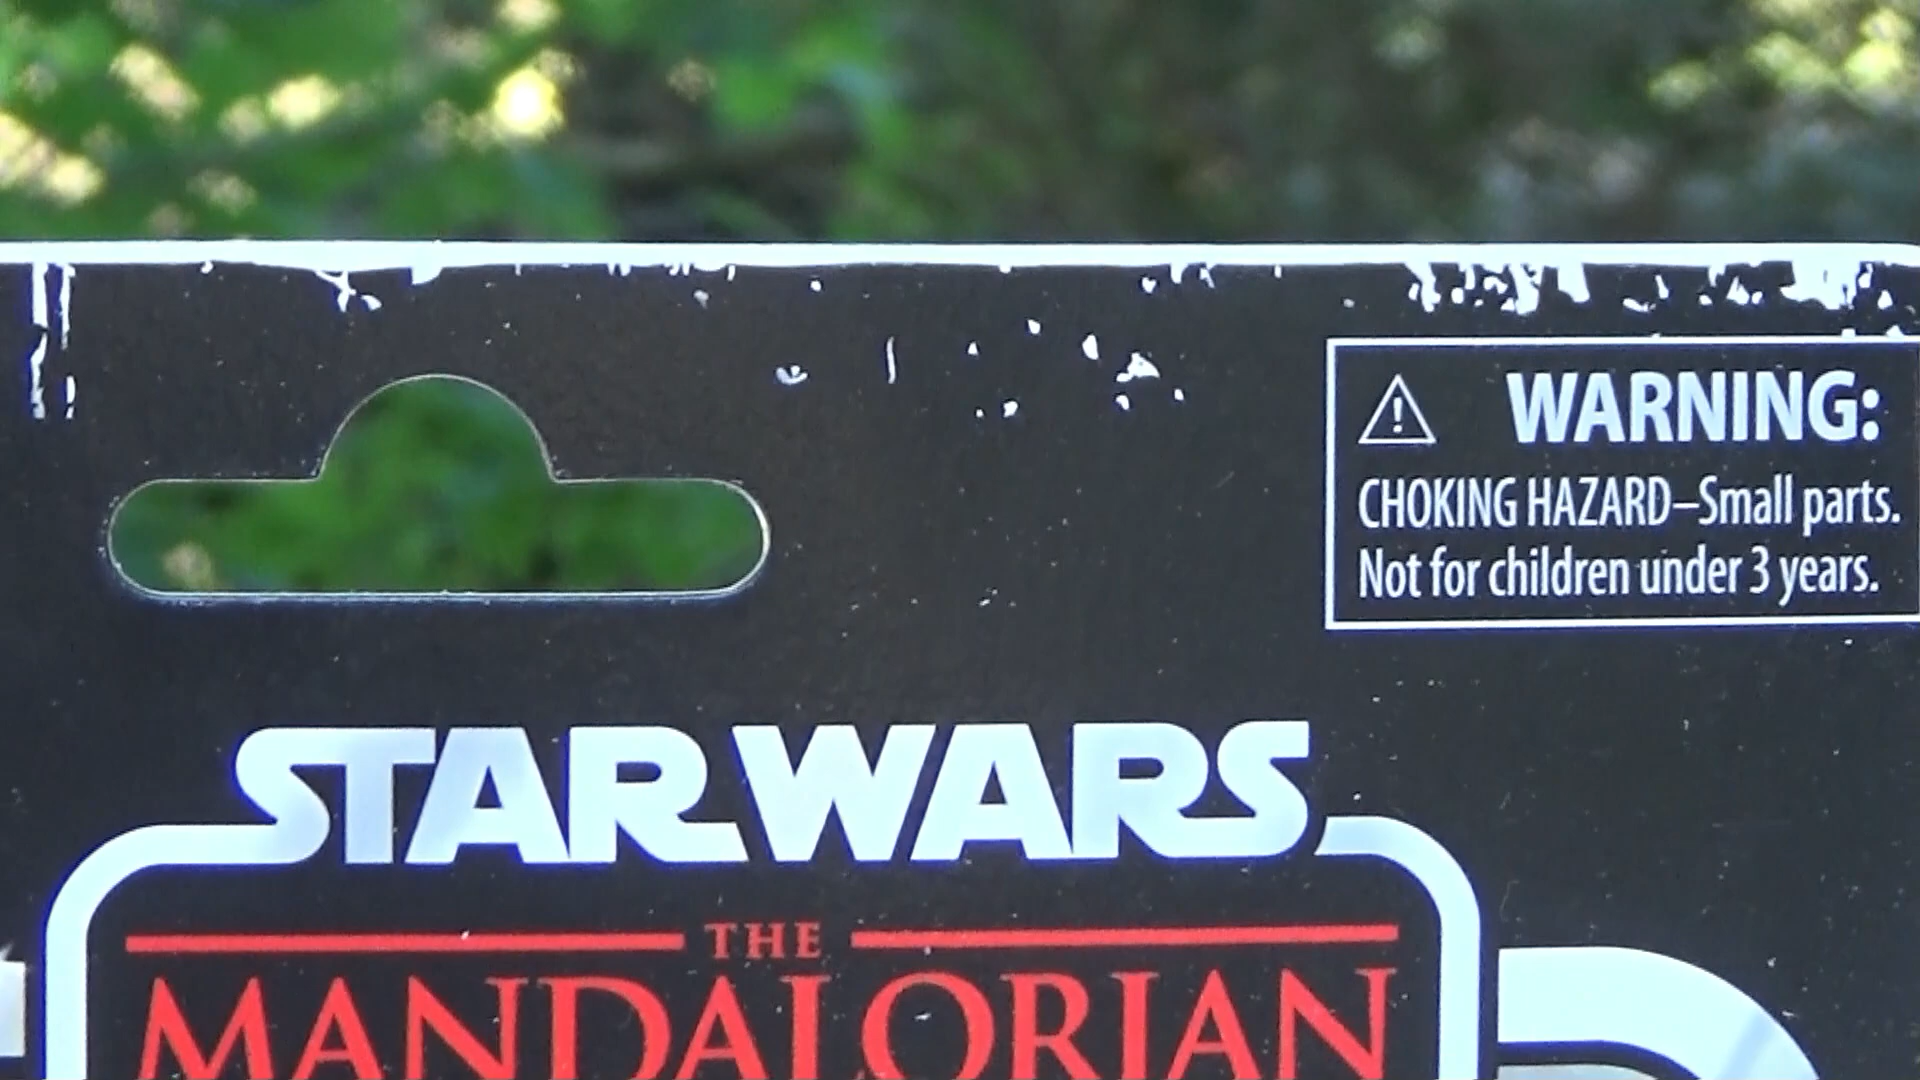 WARNING:
CHOKING HAZARD–Small parts.
Not for children under 3 years.
STAR WARS
THE
MANDALORIAN